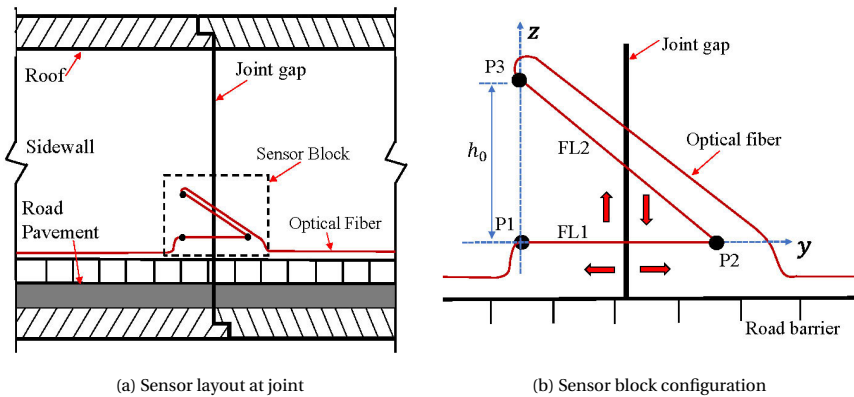 Roof
Joint gap
Sidewall
Sensor Block
Road
Pavement
Optical Fiber
(a) Sensor layout at joint
z
Joint gap
P3
h0
FL2
Optical fiber
P1
FL1
P2
y
Road barrier
(b) Sensor block configuration